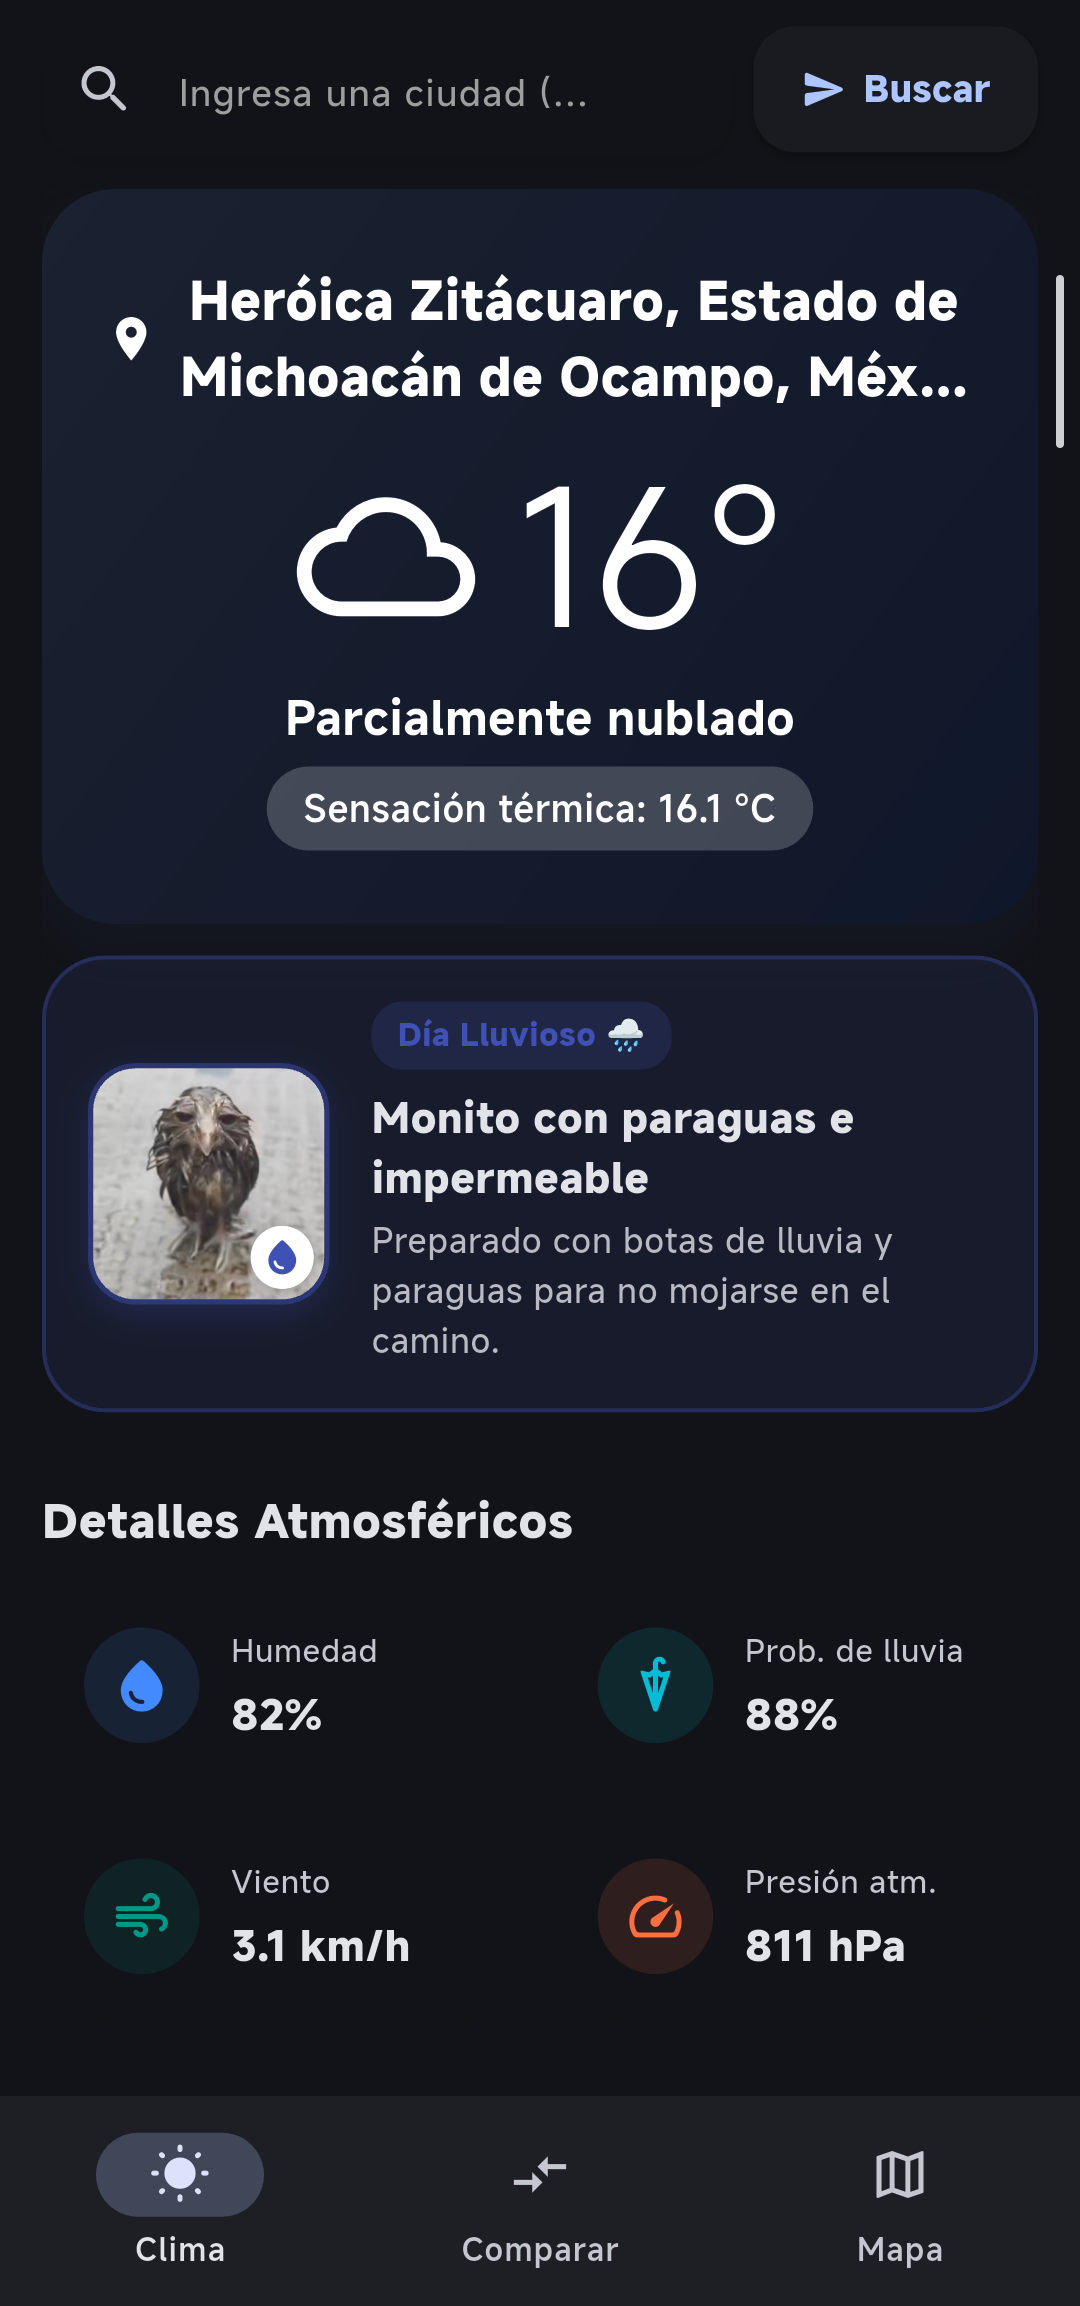 Ingresa una ciudad (...
Buscar
Heróica Zitácuaro, Estado de
Michoacán de Ocampo, Méx...
16°
Parcialmente nublado
Sensación térmica: 16.1 °C
Día Lluvioso 🌧️
Monito con paraguas e
impermeable
Preparado con botas de lluvia y
paraguas para no mojarse en el
camino.
Detalles Atmosféricos
Humedad
82%
Prob. de lluvia
88%
Viento
3.1 km/h
Presión atm.
811 hPa
Clima
Comparar
Mapa